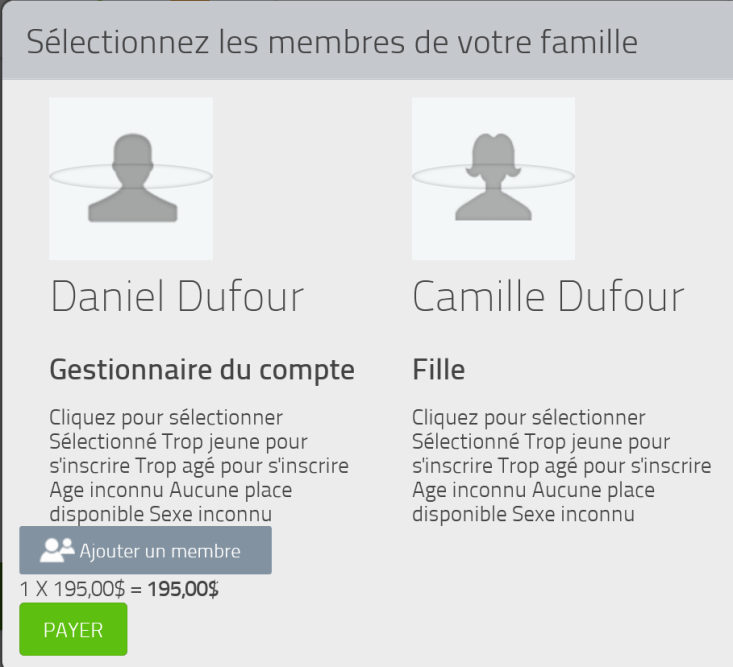 Sélectionnez les membres de votre famille
Daniel Dufour
Gestionnaire du compte
Cliquez pour sélectionner
Sélectionné Trop jeune pour
s'inscrire Trop agé pour s'inscrire
Age inconnu Aucune place
disponible Sexe inconnu
Camille Dufour
Fille
Cliquez pour sélectionner
Sélectionné Trop jeune pour
s'inscrire Trop agé pour s'inscrire
Age inconnu Aucune place
disponible Sexe inconnu
Ajouter un membre
1 X 195,00$ = 195,00$
PAYER